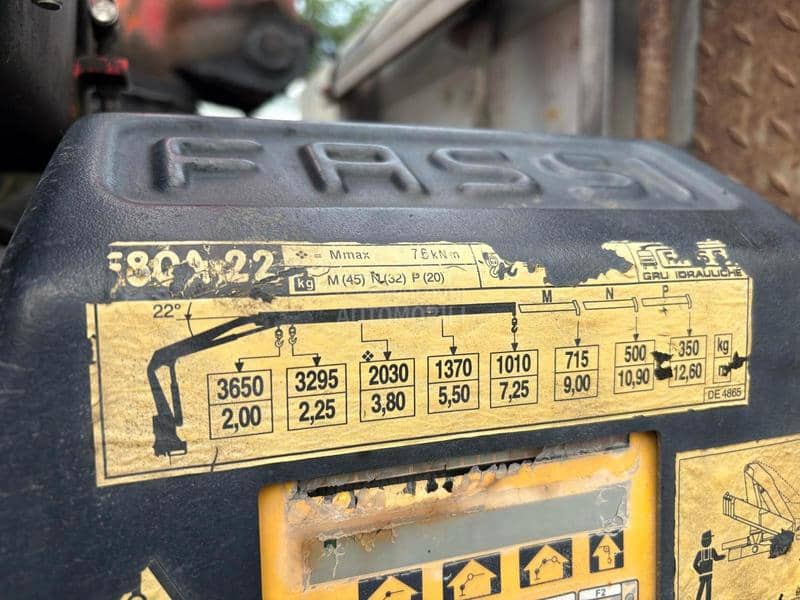 FASSI
F80A.22 = Mmax 76kNm
kg M (45) N (32) P (20)
GRU IDRAULICHE
22° M N P
3650 3295 2030 1370 1010 715 500 350 kg
2,00 2,25 3,80 5,50 7,25 9,00 10,90 12,60 m
DE 4865
F2